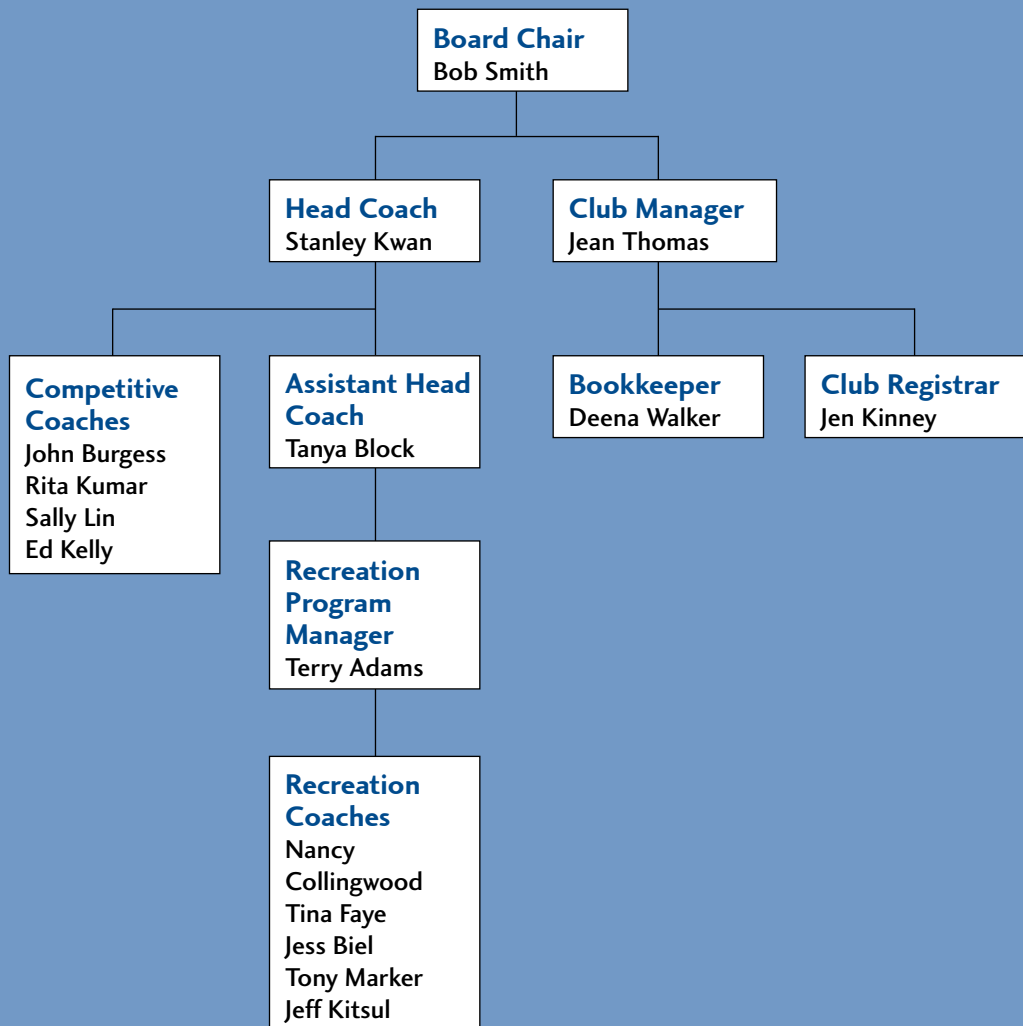 Board Chair
Bob Smith
Head Coach
Stanley Kwan
Club Manager
Jean Thomas
Competitive
Coaches
John Burgess
Rita Kumar
Sally Lin
Ed Kelly
Assistant Head
Coach
Tanya Block
Bookkeeper
Deena Walker
Club Registrar
Jen Kinney
Recreation
Program
Manager
Terry Adams
Recreation
Coaches
Nancy
Collingwood
Tina Faye
Jess Biel
Tony Marker
Jeff Kitsul